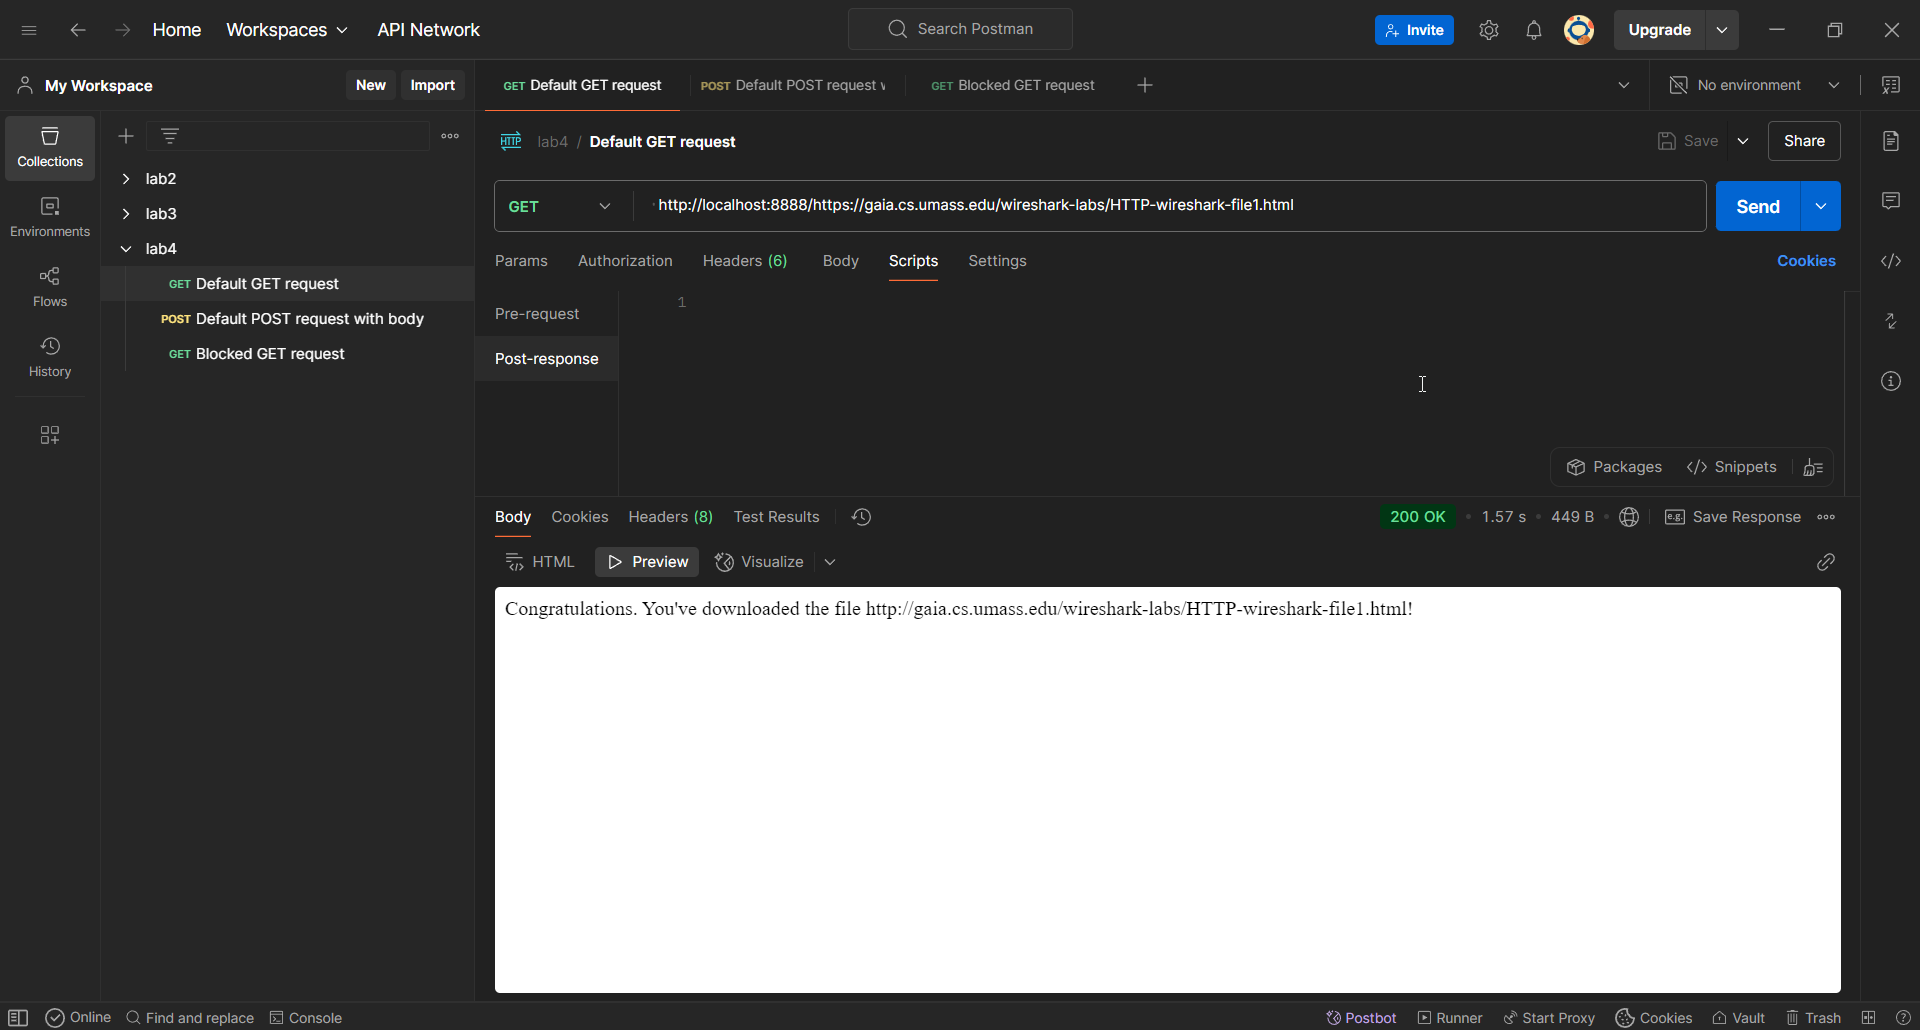 Home Workspaces API Network Search Postman Invite Upgrade
My Workspace New Import GET Default GET request POST Default POST request GET Blocked GET request No environment
Collections
Environments
Flows
History
lab2
lab3
lab4
GET Default GET request
POST Default POST request with body
GET Blocked GET request
HTTP lab4 / Default GET request Save Share
GET http://localhost:8888/https://gaia.cs.umass.edu/wireshark-labs/HTTP-wireshark-file1.html Send
Params Authorization Headers (6) Body Scripts Settings Cookies
Pre-request
Post-response
1
Packages </> Snippets
Body Cookies Headers (8) Test Results 200 OK • 1.57 s • 449 B • e.g. Save Response
HTML Preview Visualize
Congratulations. You've downloaded the file http://gaia.cs.umass.edu/wireshark-labs/HTTP-wireshark-file1.html!
Online Find and replace Console Postbot Runner Start Proxy Cookies Vault Trash